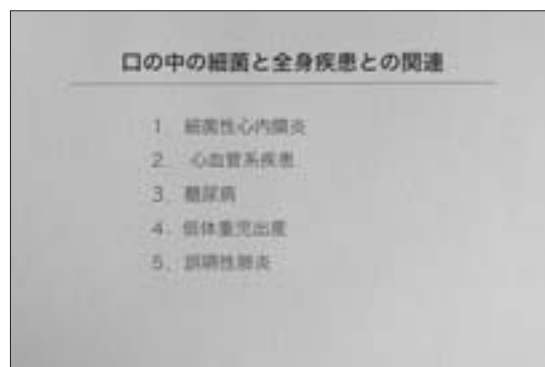 口の中の細菌と全身疾患との関連
1. 細菌性心内膜炎
2. 心血管系疾患
3. 糖尿病
4. 低体重児出産
5. 誤嚥性肺炎